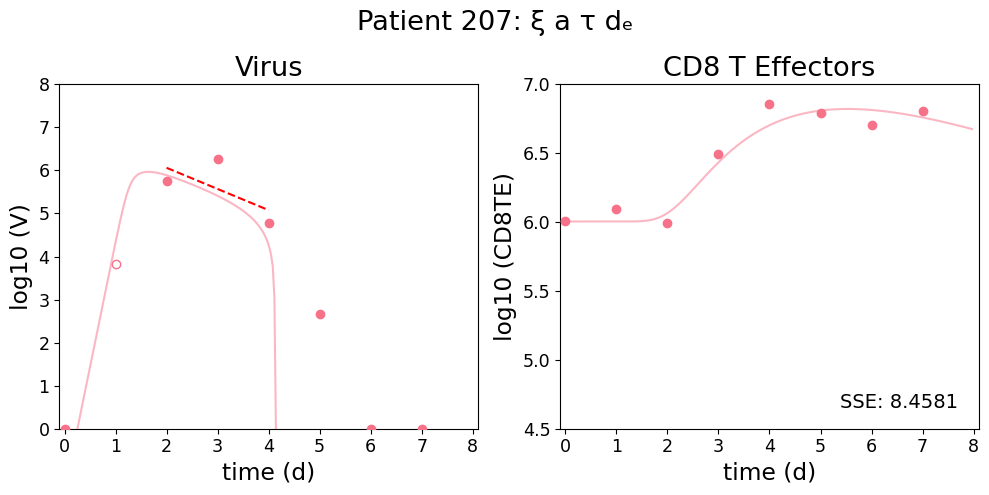 Patient 207: ξ a τ dₑ
Virus
CD8 T Effectors
log10 (V)
8
7
6
5
4
3
2
1
0
0 1 2 3 4 5 6 7 8
time (d)
log10 (CD8TE)
7.0
6.5
6.0
5.5
5.0
4.5
SSE: 8.4581
0 1 2 3 4 5 6 7 8
time (d)